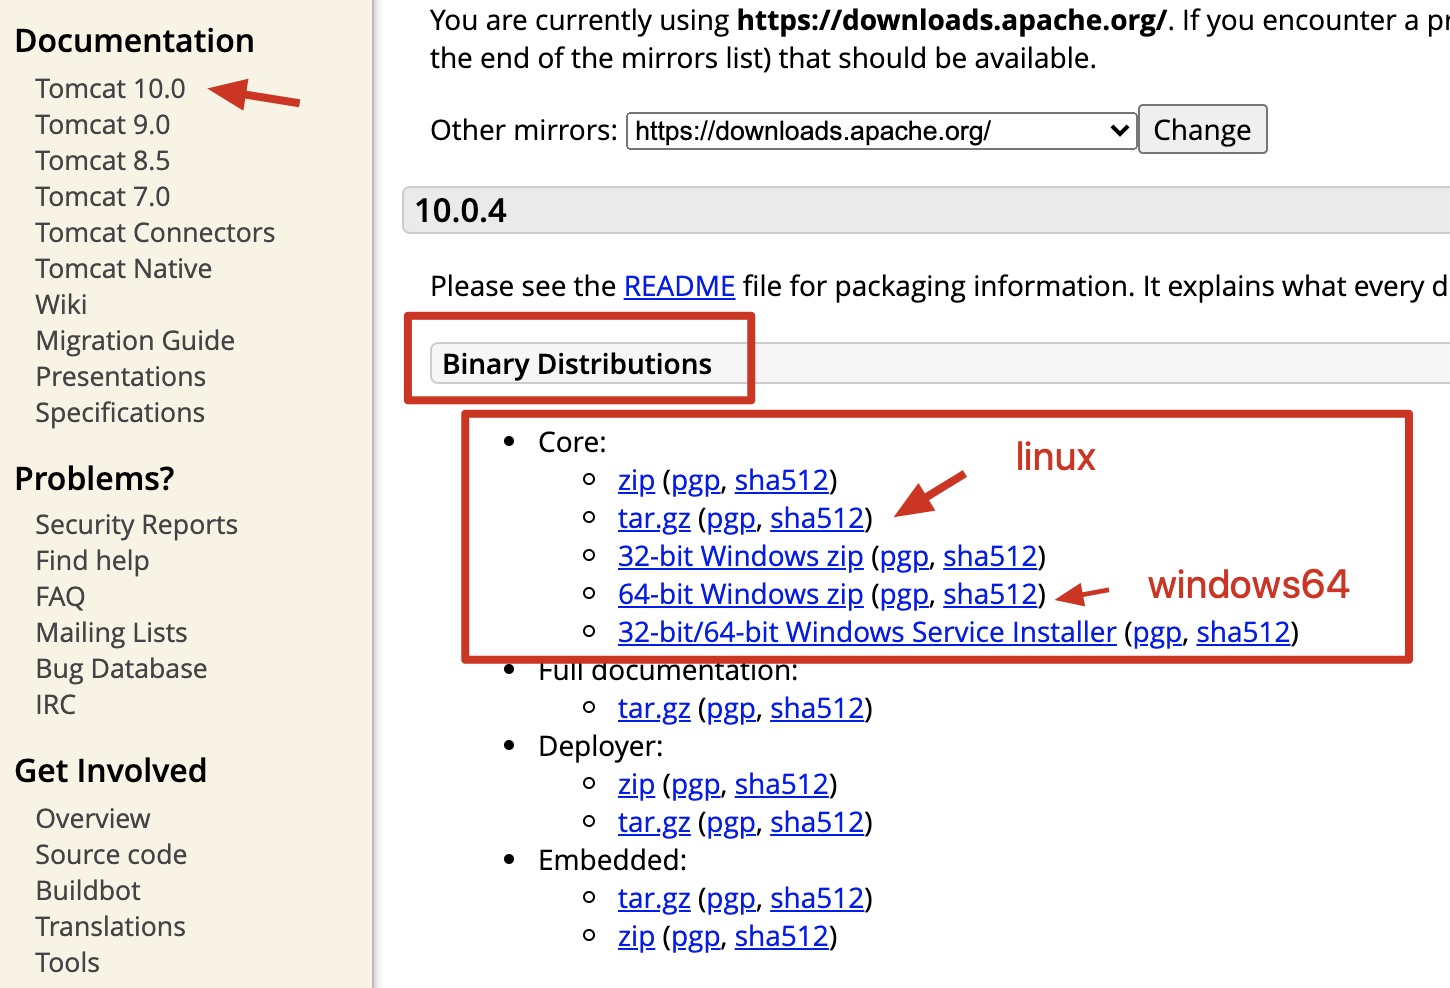 Documentation
Tomcat 10.0
Tomcat 9.0
Tomcat 8.5
Tomcat 7.0
Tomcat Connectors
Tomcat Native
Wiki
Migration Guide
Presentations
Specifications
Problems?
Security Reports
Find help
FAQ
Mailing Lists
Bug Database
IRC
Get Involved
Overview
Source code
Buildbot
Translations
Tools
You are currently using https://downloads.apache.org/. If you encounter a pr
the end of the mirrors list) that should be available.
Other mirrors: https://downloads.apache.org/ Change
10.0.4
Please see the README file for packaging information. It explains what every d
Binary Distributions
Core:
linux
zip (pgp, sha512)
tar.gz (pgp, sha512)
32-bit Windows zip (pgp, sha512)
64-bit Windows zip (pgp, sha512) windows64
32-bit/64-bit Windows Service Installer (pgp, sha512)
Full documentation:
tar.gz (pgp, sha512)
Deployer:
zip (pgp, sha512)
tar.gz (pgp, sha512)
Embedded:
tar.gz (pgp, sha512)
zip (pgp, sha512)